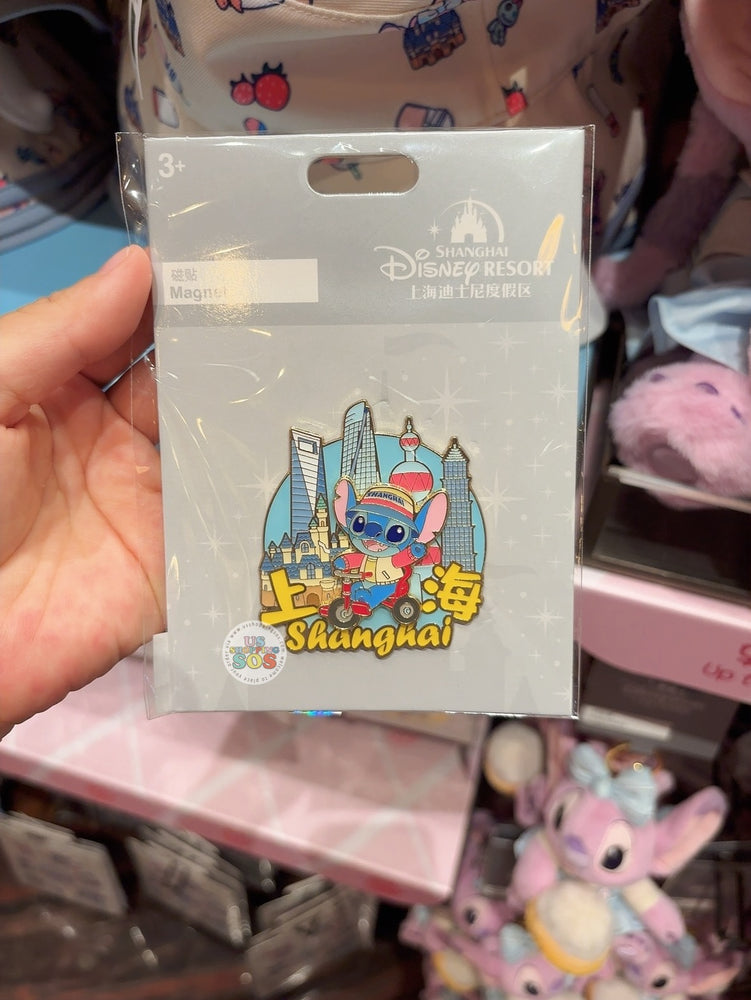 3+
磁贴
Magnet
SHANGHAI
DISNEY RESORT
上海迪士尼度假区
SHANGHAI
上海
Shanghai
US
SHOPPING
SOS
Up